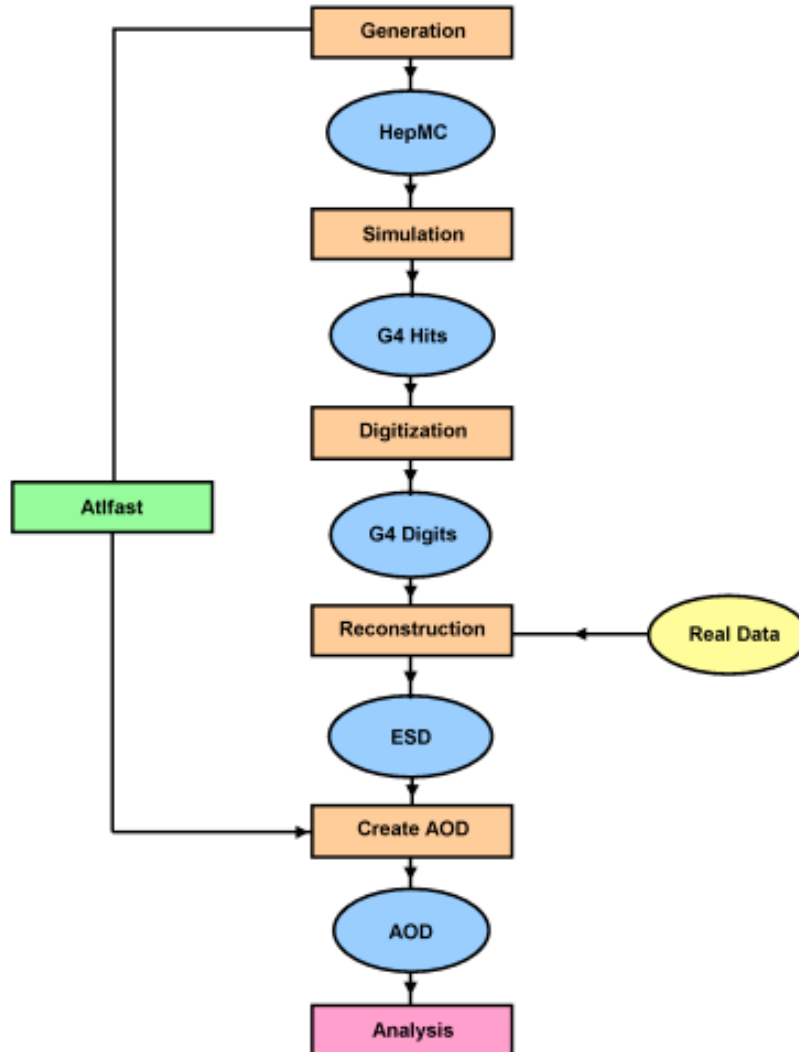 Generation
HepMC
Simulation
G4 Hits
Digitization
Atlfast
G4 Digits
Reconstruction
Real Data
ESD
Create AOD
AOD
Analysis